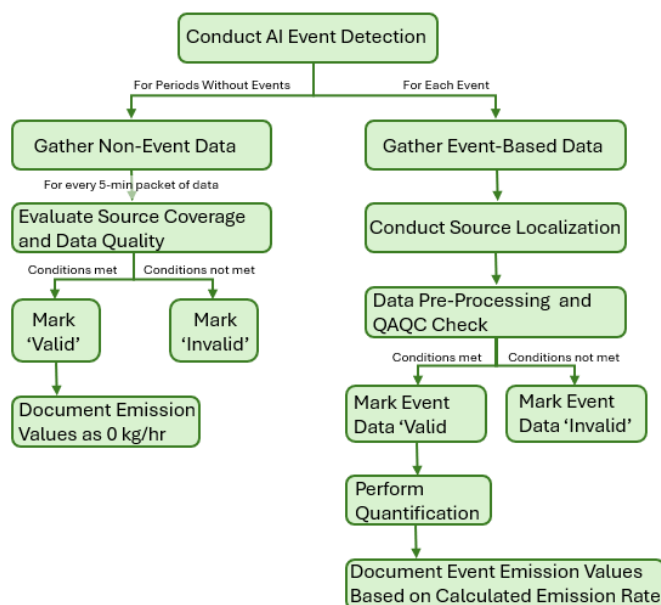 Conduct AI Event Detection
For Periods Without Events
For Each Event
Gather Non-Event Data
Gather Event-Based Data
For every 5-min packet of data
Evaluate Source Coverage
and Data Quality
Conduct Source Localization
Conditions met
Conditions not met
Data Pre-Processing and
QAQC Check
Mark
'Valid'
Mark
'Invalid'
Conditions met
Conditions not met
Document Emission
Values as 0 kg/hr
Mark Event
Data 'Valid
Mark Event
Data 'Invalid'
Perform
Quantification
Document Event Emission Values
Based on Calculated Emission Rate